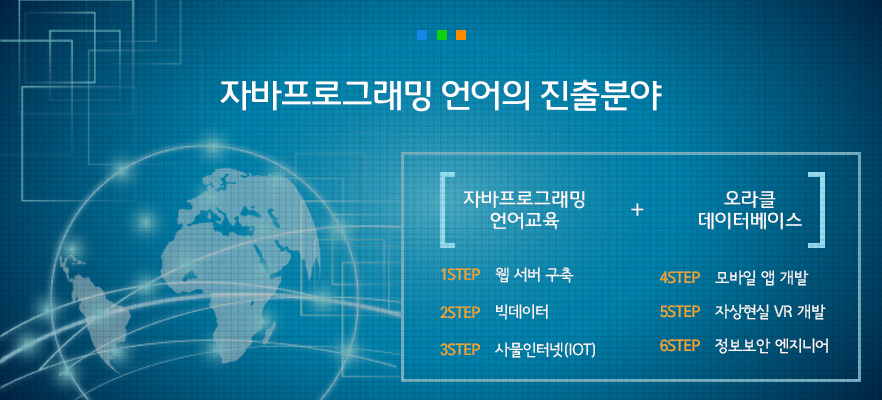 자바프로그래밍 언어의 진출분야
자바프로그래밍
언어교육
+
오라클
데이터베이스
1STEP 웹 서버 구축
2STEP 빅데이터
3STEP 사물인터넷(IOT)
4STEP 모바일 앱 개발
5STEP 자상현실 VR 개발
6STEP 정보보안 엔지니어